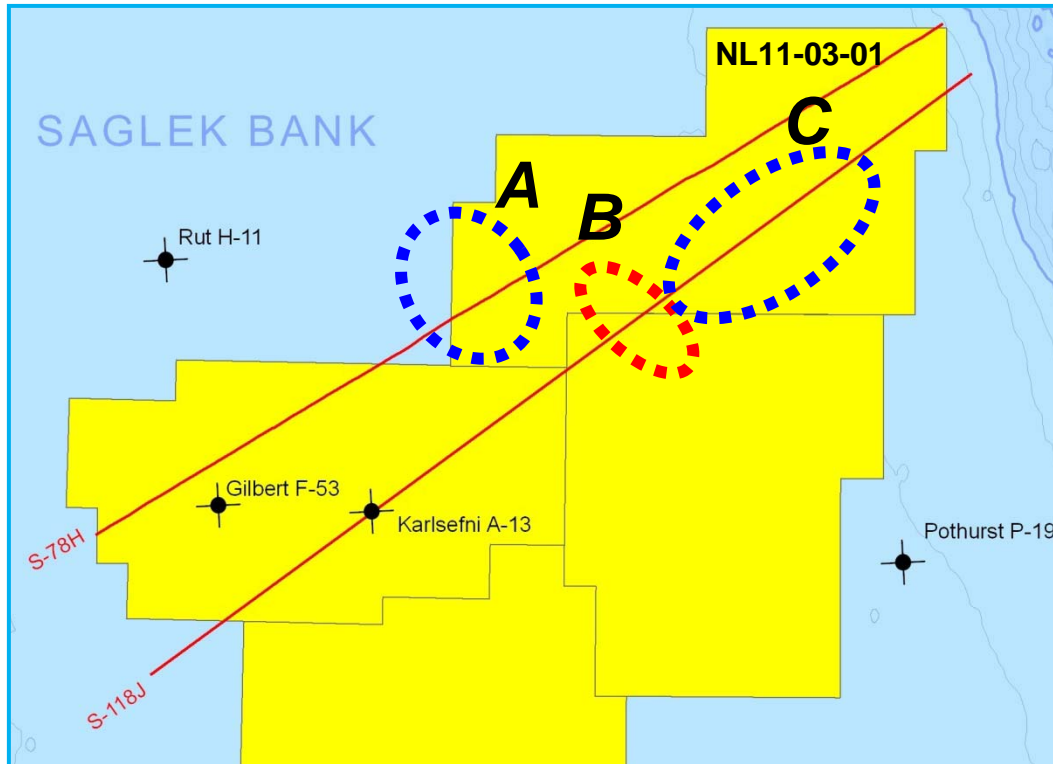 NL11-03-01
SAGLEK BANK
C
A
B
Rut H-11
Gilbert F-53
Karlsefni A-13
Pothurst P-19
S-78H
S-118J